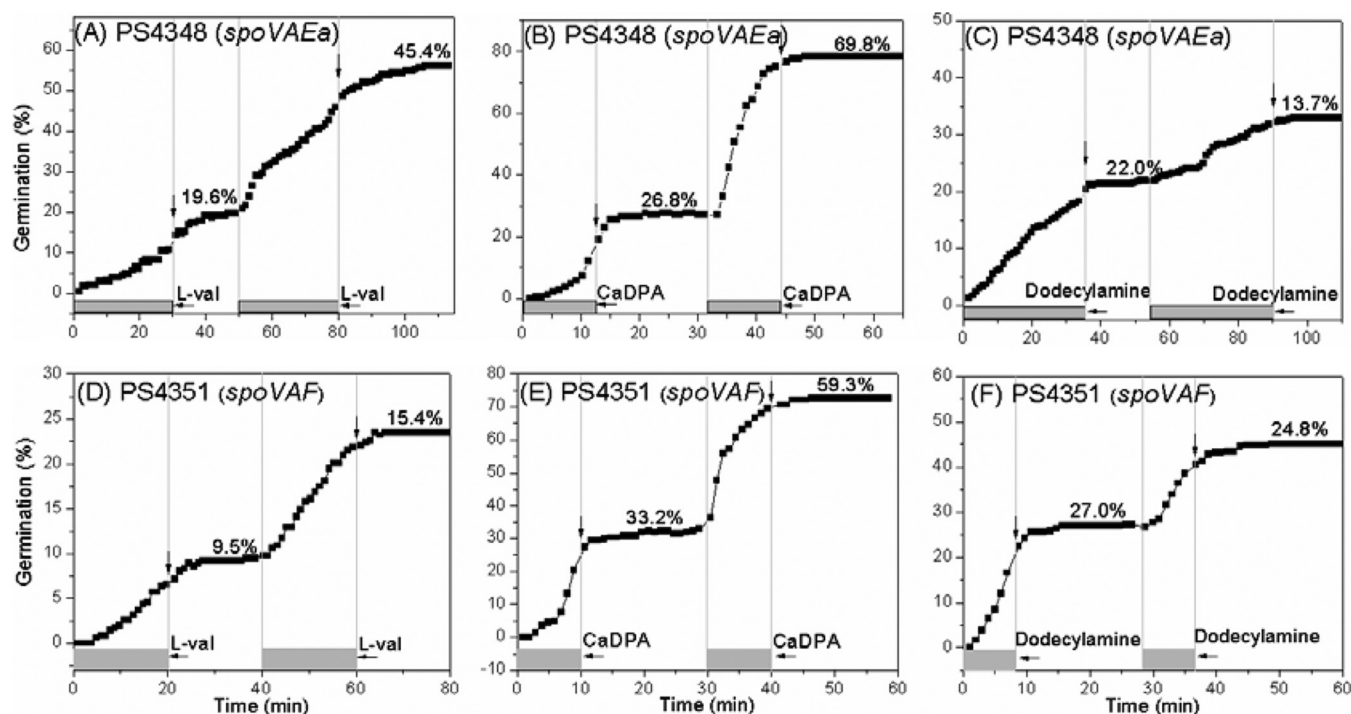 (A) PS4348 (spoVAEa)
45.4%
19.6%
L-val
L-val
60
50
40
30
20
10
0
0 20 40 60 80 100
Germination (%)
(B) PS4348 (spoVAEa)
69.8%
26.8%
CaDPA
CaDPA
80
60
40
20
0
0 10 20 30 40 50 60
(C) PS4348 (spoVAEa)
13.7%
22.0%
Dodecylamine
Dodecylamine
50
40
30
20
10
0
0 20 40 60 80 100
(D) PS4351 (spoVAF)
15.4%
9.5%
L-val
L-val
30
25
20
15
10
5
0
0 20 40 60 80
Germination (%)
Time (min)
(E) PS4351 (spoVAF)
59.3%
33.2%
CaDPA
CaDPA
80
70
60
50
40
30
20
10
0
-10
0 10 20 30 40 50 60
Time (min)
(F) PS4351 (spoVAF)
24.8%
27.0%
Dodecylamine
Dodecylamine
60
50
40
30
20
10
0
0 10 20 30 40 50 60
Time (min)